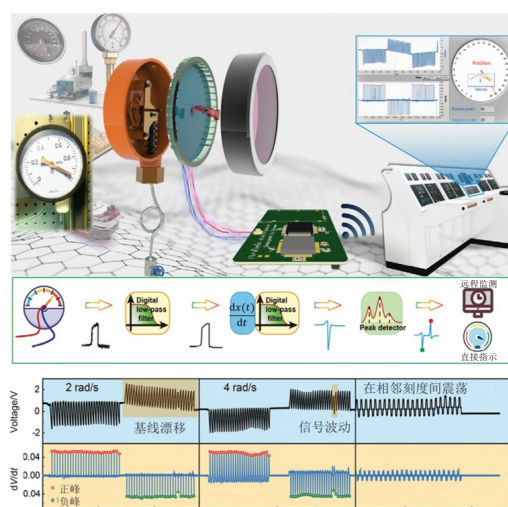 Position
Velocity
远程监测
Digital
low-pass
filter
dx(t)
dt
Digital
low-pass
filter
Peak detector
直接指示
2 rad/s
4 rad/s
在相邻刻度间震荡
基线漂移
信号波动
Voltage/V
2
0
-2
dV/dt
0.04
0.00
0.04
正峰
负峰